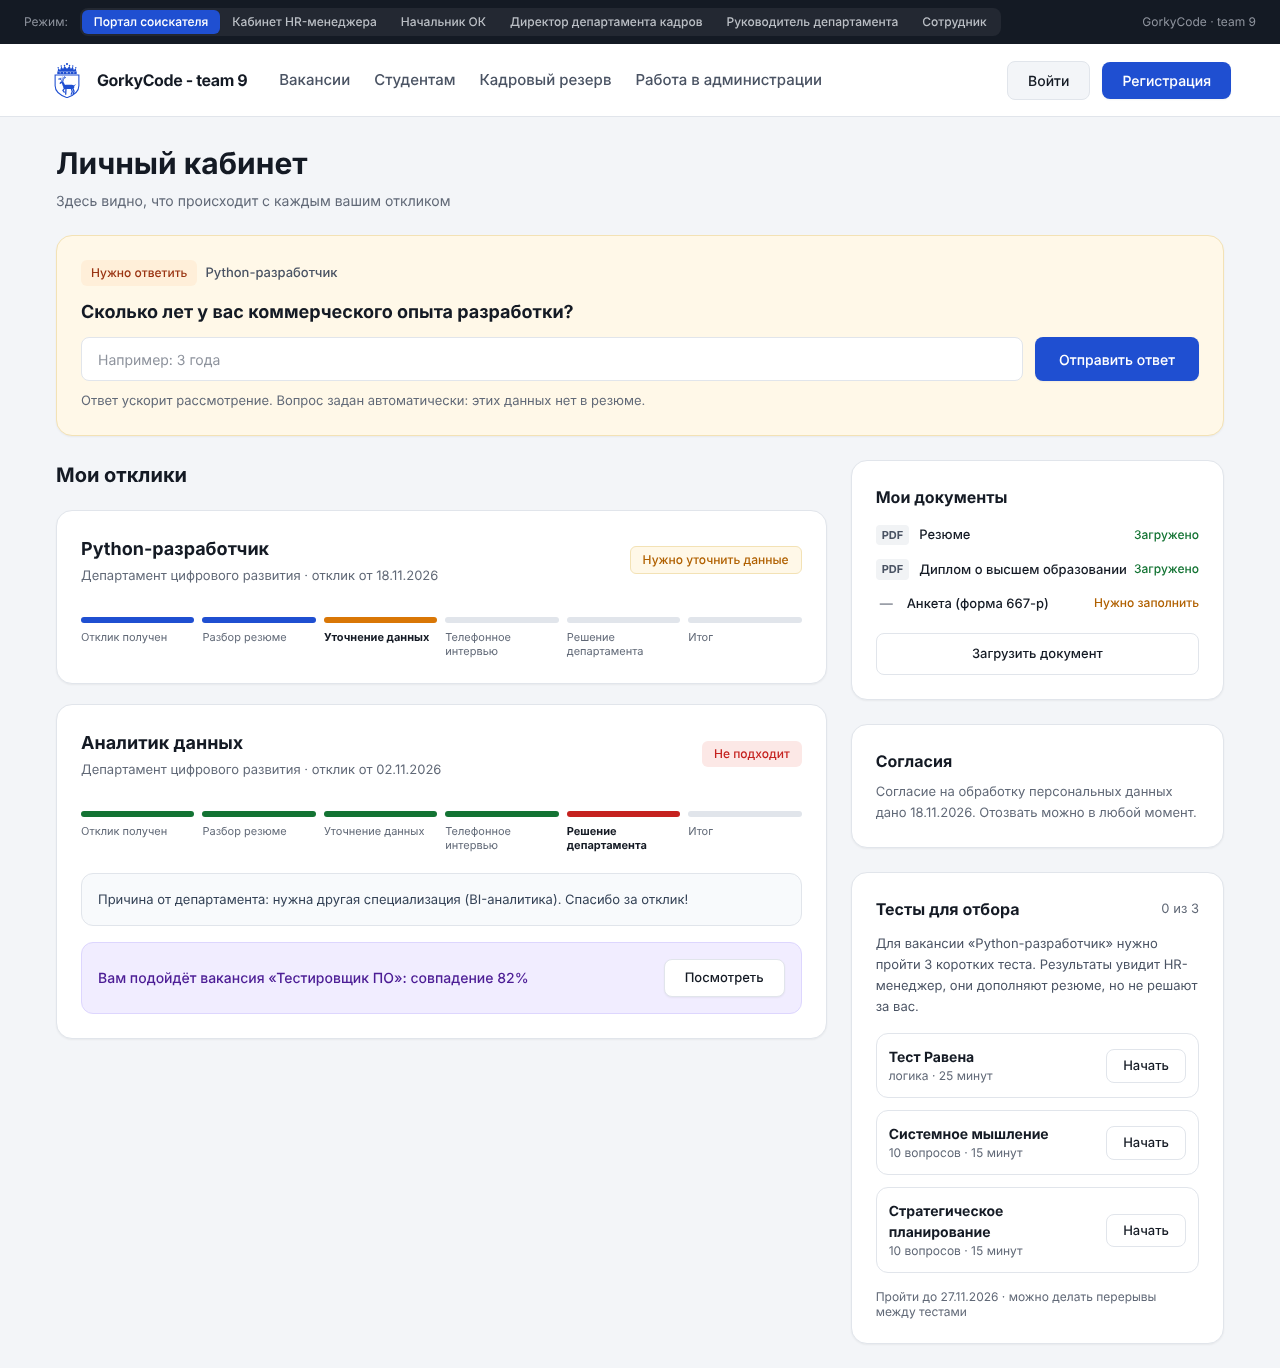 Режим:
Портал соискателя
Кабинет HR-менеджера
Начальник ОК
Директор департамента кадров
Руководитель департамента
Сотрудник
GorkyCode · team 9
GorkyCode - team 9
Вакансии
Студентам
Кадровый резерв
Работа в администрации
Войти
Регистрация
Личный кабинет
Здесь видно, что происходит с каждым вашим откликом
Нужно ответить
Python-разработчик
Сколько лет у вас коммерческого опыта разработки?
Например: 3 года
Отправить ответ
Ответ ускорит рассмотрение. Вопрос задан автоматически: этих данных нет в резюме.
Мои отклики
Python-разработчик
Департамент цифрового развития · отклик от 18.11.2026
Нужно уточнить данные
Отклик получен
Разбор резюме
Уточнение данных
Телефонное
интервью
Решение
департамента
Итог
Аналитик данных
Департамент цифрового развития · отклик от 02.11.2026
Не подходит
Отклик получен
Разбор резюме
Уточнение данных
Телефонное
интервью
Решение
департамента
Итог
Причина от департамента: нужна другая специализация (BI-аналитика). Спасибо за отклик!
Вам подойдёт вакансия «Тестировщик ПО»: совпадение 82%
Посмотреть
Мои документы
PDF
Резюме
Загружено
PDF
Диплом о высшем образовании
Загружено
—
Анкета (форма 667-р)
Нужно заполнить
Загрузить документ
Согласия
Согласие на обработку персональных данных
дано 18.11.2026. Отозвать можно в любой момент.
Тесты для отбора
0 из 3
Для вакансии «Python-разработчик» нужно
пройти 3 коротких теста. Результаты увидит HR-
менеджер, они дополняют резюме, но не решают
за вас.
Тест Равена
логика · 25 минут
Начать
Системное мышление
10 вопросов · 15 минут
Начать
Стратегическое
планирование
10 вопросов · 15 минут
Начать
Пройти до 27.11.2026 · можно делать перерывы
между тестами